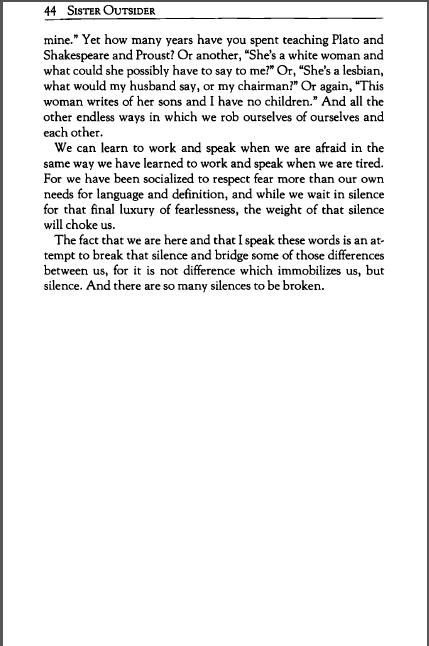 44 SISTER OUTSIDER
mine." Yet how many years have you spent teaching Plato and
Shakespeare and Proust? Or another, "She's a white woman and
what could she possibly have to say to me?" Or, "She's a lesbian,
what would my husband say, or my chairman?" Or again, "This
woman writes of her sons and I have no children." And all the
other endless ways in which we rob ourselves of ourselves and
each other.
We can learn to work and speak when we are afraid in the
same way we have learned to work and speak when we are tired.
For we have been socialized to respect fear more than our own
needs for language and definition, and while we wait in silence
for that final luxury of fearlessness, the weight of that silence
will choke us.
The fact that we are here and that I speak these words is an at-
tempt to break that silence and bridge some of those differences
between us, for it is not difference which immobilizes us, but
silence. And there are so many silences to be broken.